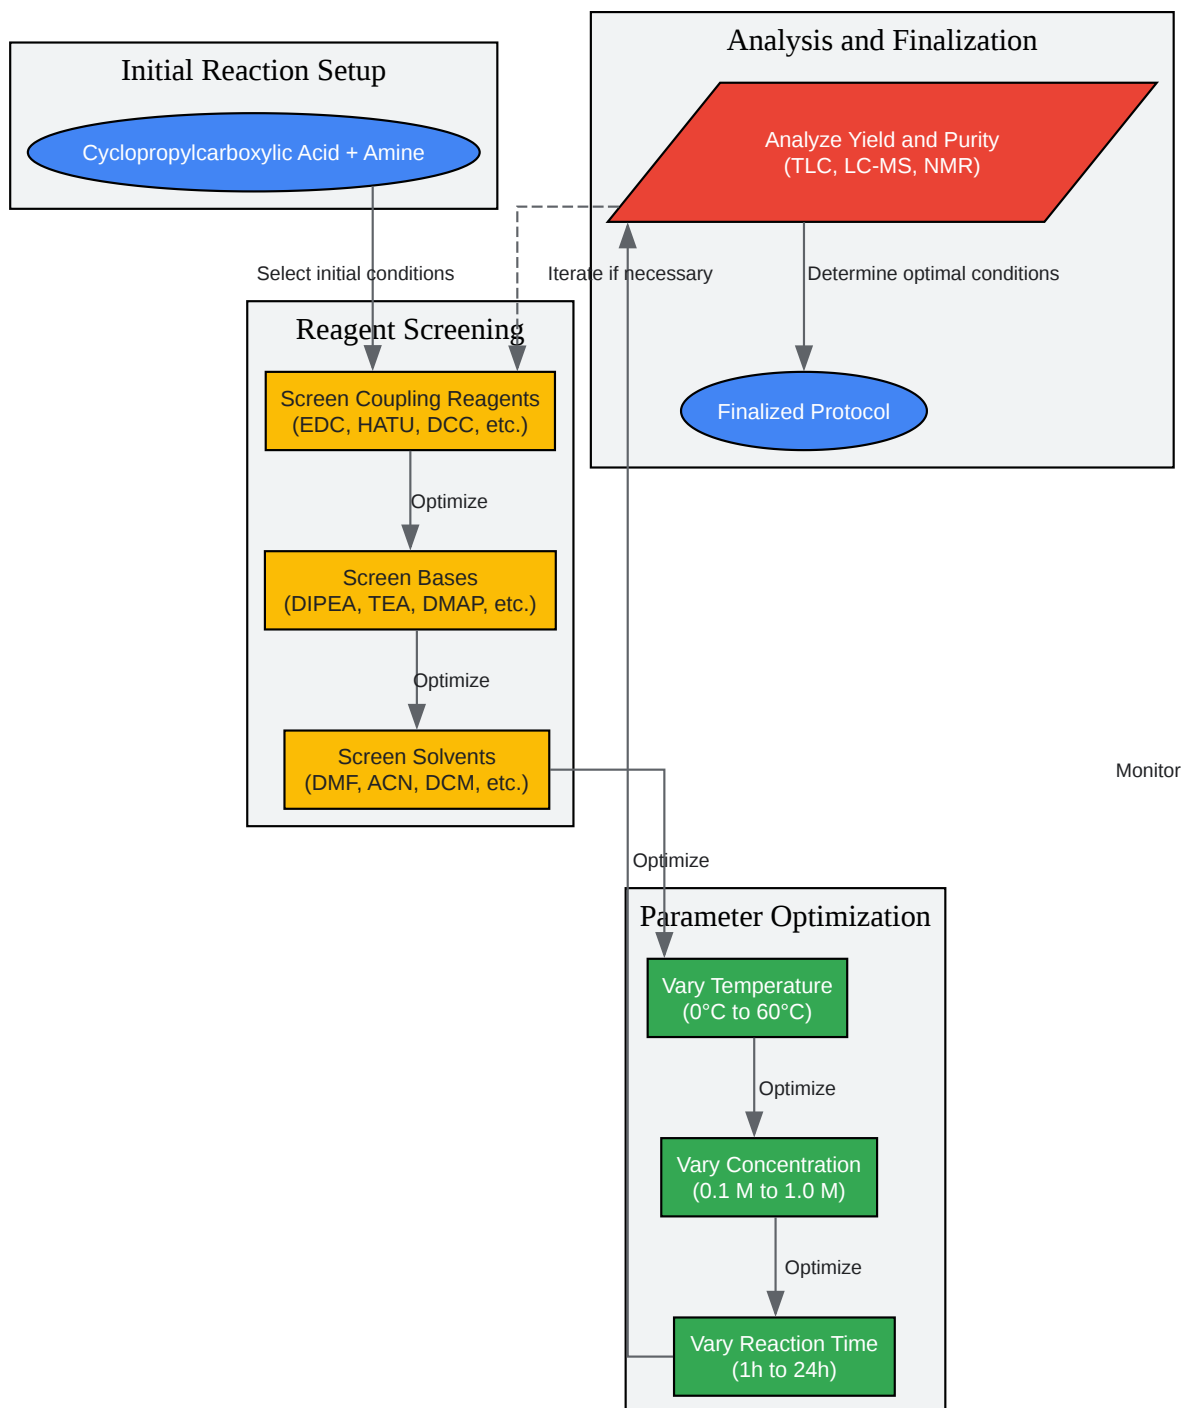 Initial Reaction Setup
Cyclopropylcarboxylic Acid + Amine
Analysis and Finalization
Analyze Yield and Purity
(TLC, LC-MS, NMR)
Select initial conditions
Iterate if necessary
Determine optimal conditions
Finalized Protocol
Reagent Screening
Screen Coupling Reagents
(EDC, HATU, DCC, etc.)
Optimize
Screen Bases
(DIPEA, TEA, DMAP, etc.)
Optimize
Screen Solvents
(DMF, ACN, DCM, etc.)
Monitor
Optimize
Parameter Optimization
Vary Temperature
(0°C to 60°C)
Optimize
Vary Concentration
(0.1 M to 1.0 M)
Optimize
Vary Reaction Time
(1h to 24h)